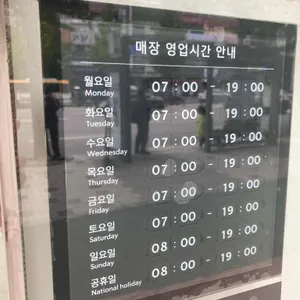 매장 영업시간 안내
월요일 07 : 00 - 19 : 00
Monday
화요일 07 : 00 - 19 : 00
Tuesday
수요일 07 : 00 - 19 : 00
Wednesday
목요일 07 : 00 - 19 : 00
Thursday
금요일 07 : 00 - 19 : 00
Friday
토요일 07 : 00 - 19 : 00
Saturday
일요일 08 : 00 - 19 : 00
Sunday
공휴일 08 : 00 - 19 : 00
National holiday